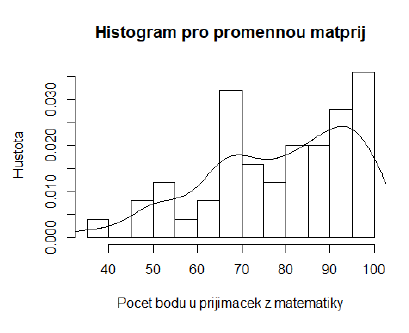 Histogram pro promennou matprij
Hustota
0.000 0.010 0.020 0.030
40 50 60 70 80 90 100
Pocet bodu u prijimacek z matematiky